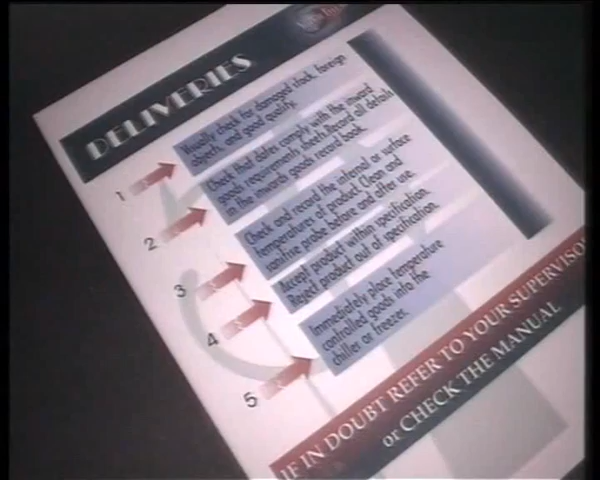 DELIVERIES
1
Visually check for damaged stock, foreign
objects, and good quality.
2
Check that dates comply with the inward
goods requirements sheets.Record all details
in the inwards goods record book.
3
Check and record the internal or surface
temperatures of product. Clean and
sanitise probe before and after use.
4
Accept product within specification.
Reject product out of specification.
5
Immediately place temperature
controlled goods into the
chiller or freezer.
IF IN DOUBT REFER TO YOUR SUPERVISOR
or CHECK THE MANUAL